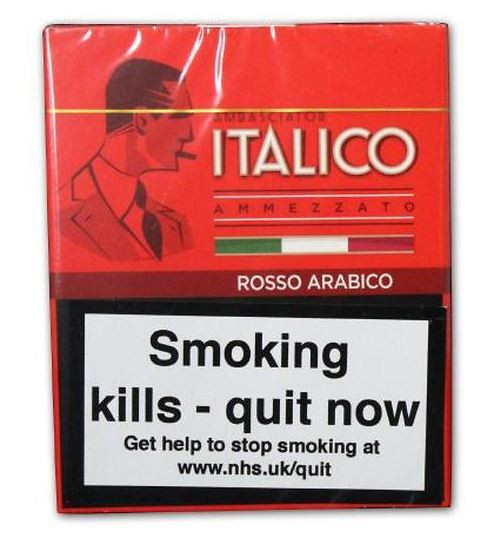 AMBASCIATOR
ITALICO
AMMEZZATO
ROSSO ARABICO
Smoking
kills - quit now
Get help to stop smoking at
www.nhs.uk/quit